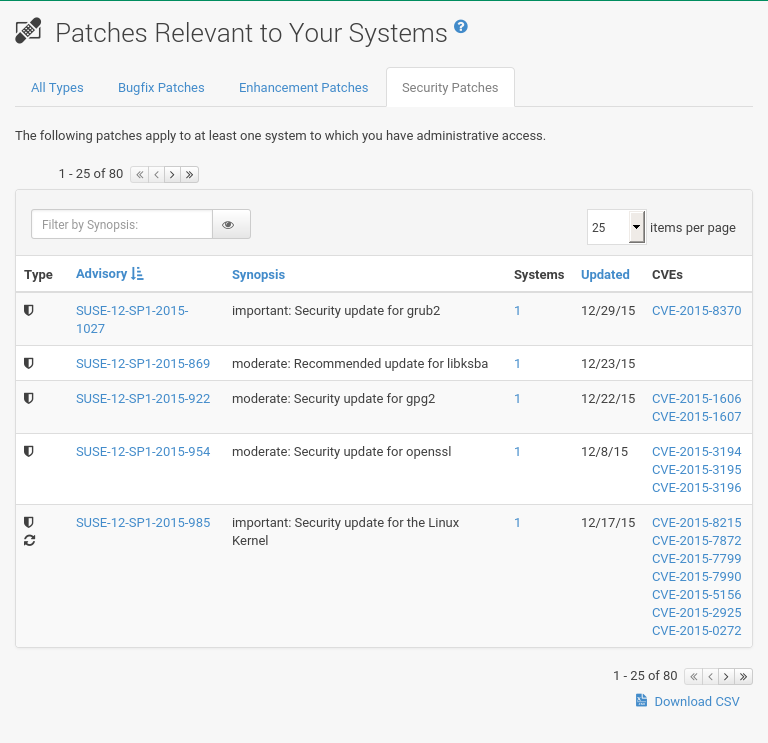 Patches Relevant to Your Systems ?
All Types Bugfix Patches Enhancement Patches Security Patches
The following patches apply to at least one system to which you have administrative access.
1 - 25 of 80
Filter by Synopsis:
25 items per page
Type Advisory Synopsis Systems Updated CVEs
SUSE-12-SP1-2015- important: Security update for grub2 1 12/29/15 CVE-2015-8370
1027
SUSE-12-SP1-2015-869 moderate: Recommended update for libksba 1 12/23/15
SUSE-12-SP1-2015-922 moderate: Security update for gpg2 1 12/22/15 CVE-2015-1606
CVE-2015-1607
SUSE-12-SP1-2015-954 moderate: Security update for openssl 1 12/8/15 CVE-2015-3194
CVE-2015-3195
CVE-2015-3196
SUSE-12-SP1-2015-985 important: Security update for the Linux 1 12/17/15 CVE-2015-8215
Kernel CVE-2015-7872
CVE-2015-7799
CVE-2015-7990
CVE-2015-5156
CVE-2015-2925
CVE-2015-0272
1 - 25 of 80
Download CSV